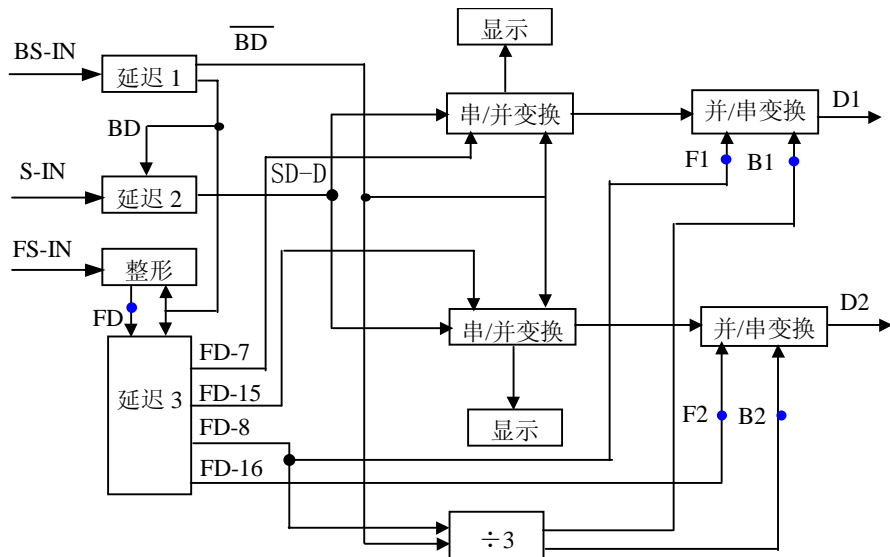 显示
BS-IN
延迟 1
BD
串/并变换
并/串变换
D1
BD
F1
B1
S-IN
延迟 2
SD-D
FS-IN
整形
FD
串/并变换
并/串变换
D2
延迟 3
FD-7
FD-15
FD-8
FD-16
显示
F2
B2
÷3